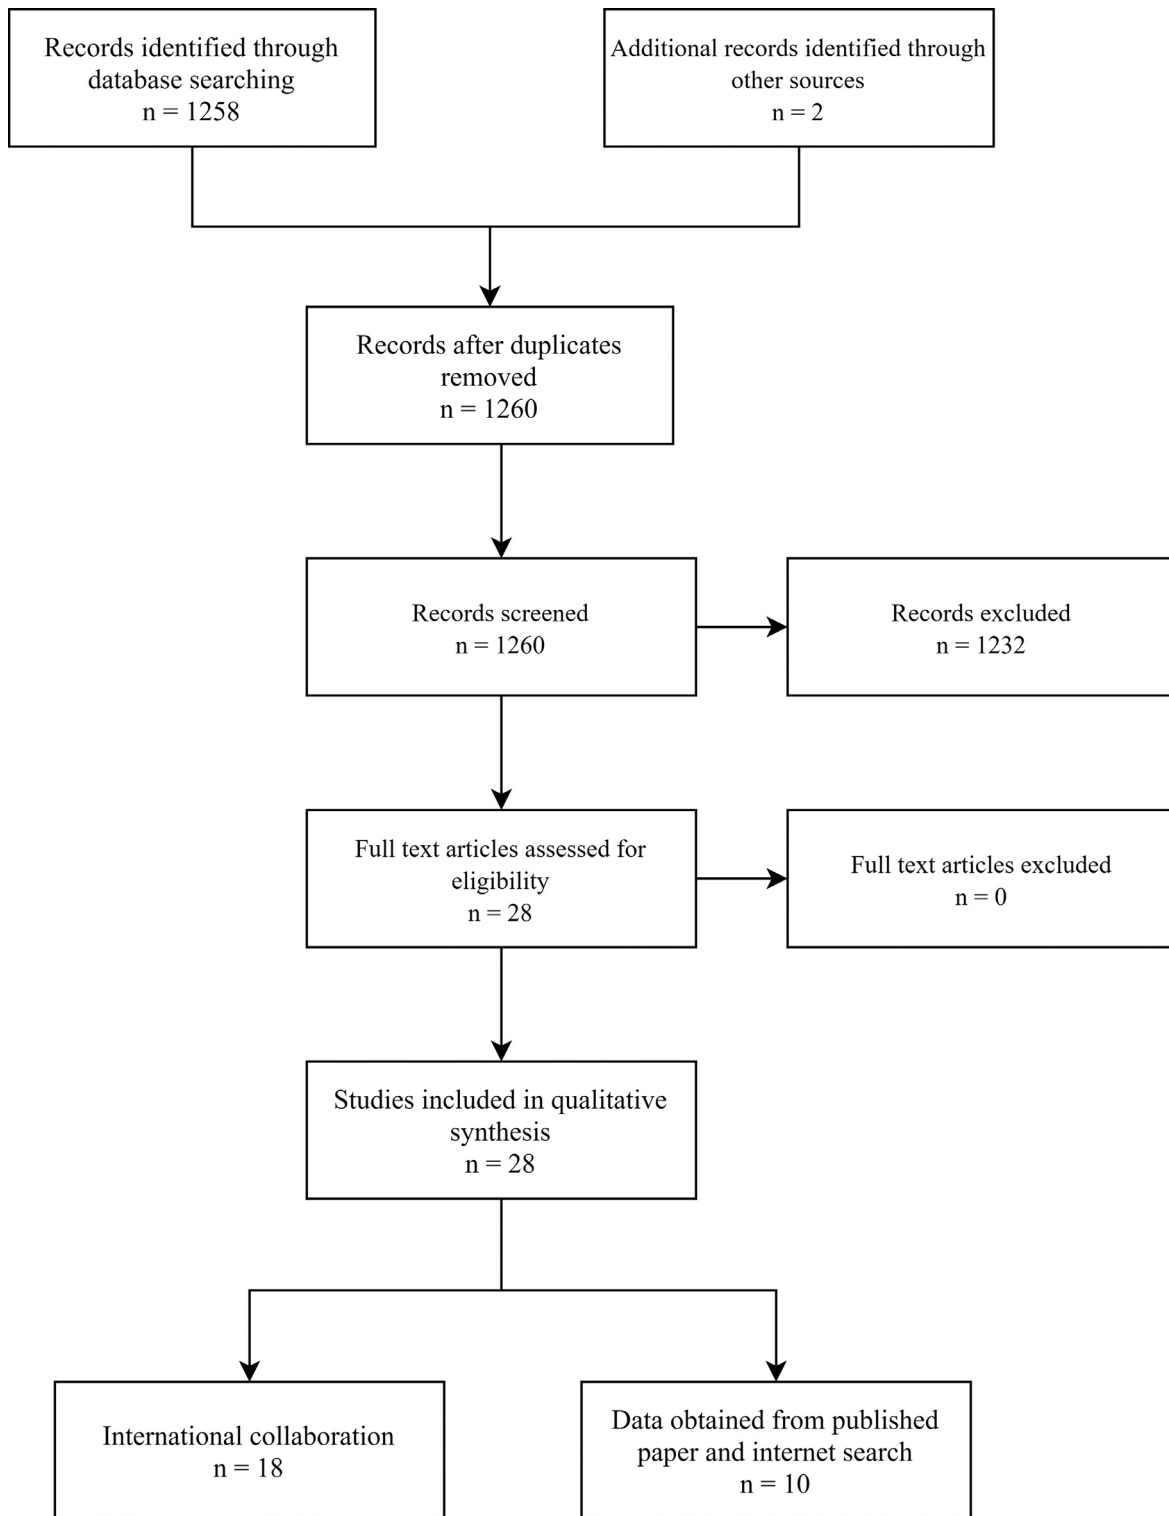 Records identified through
database searching
n = 1258
Additional records identified through
other sources
n = 2
Records after duplicates
removed
n = 1260
Records screened
n = 1260
Records excluded
n = 1232
Full text articles assessed for
eligibility
n = 28
Full text articles excluded
n = 0
Studies included in qualitative
synthesis
n = 28
International collaboration
n = 18
Data obtained from published
paper and internet search
n = 10